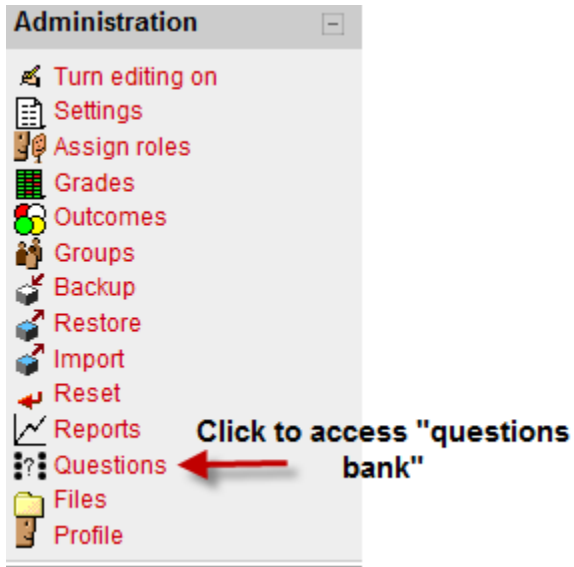 Administration
Turn editing on
Settings
Assign roles
Grades
Outcomes
Groups
Backup
Restore
Import
Reset
Reports
Click to access "questions
bank"
Questions
Files
Profile